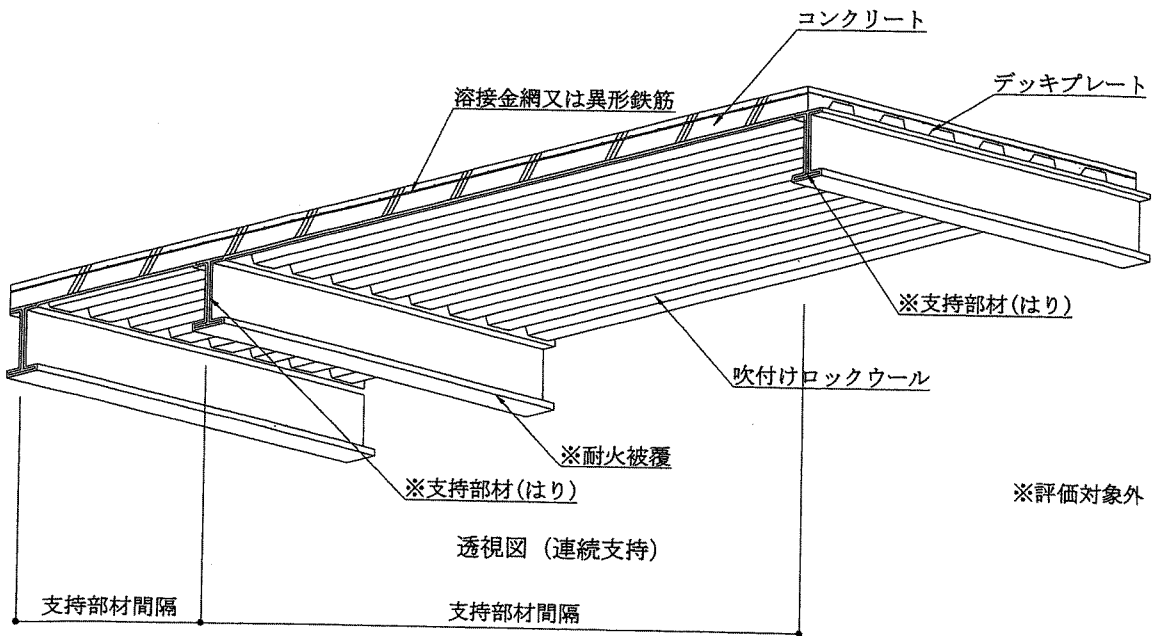 コンクリート
デッキプレート
溶接金網又は異形鉄筋
※支持部材(はり)
吹付けロックウール
※耐火被覆
※支持部材(はり)
※評価対象外
透視図 (連続支持)
支持部材間隔
支持部材間隔